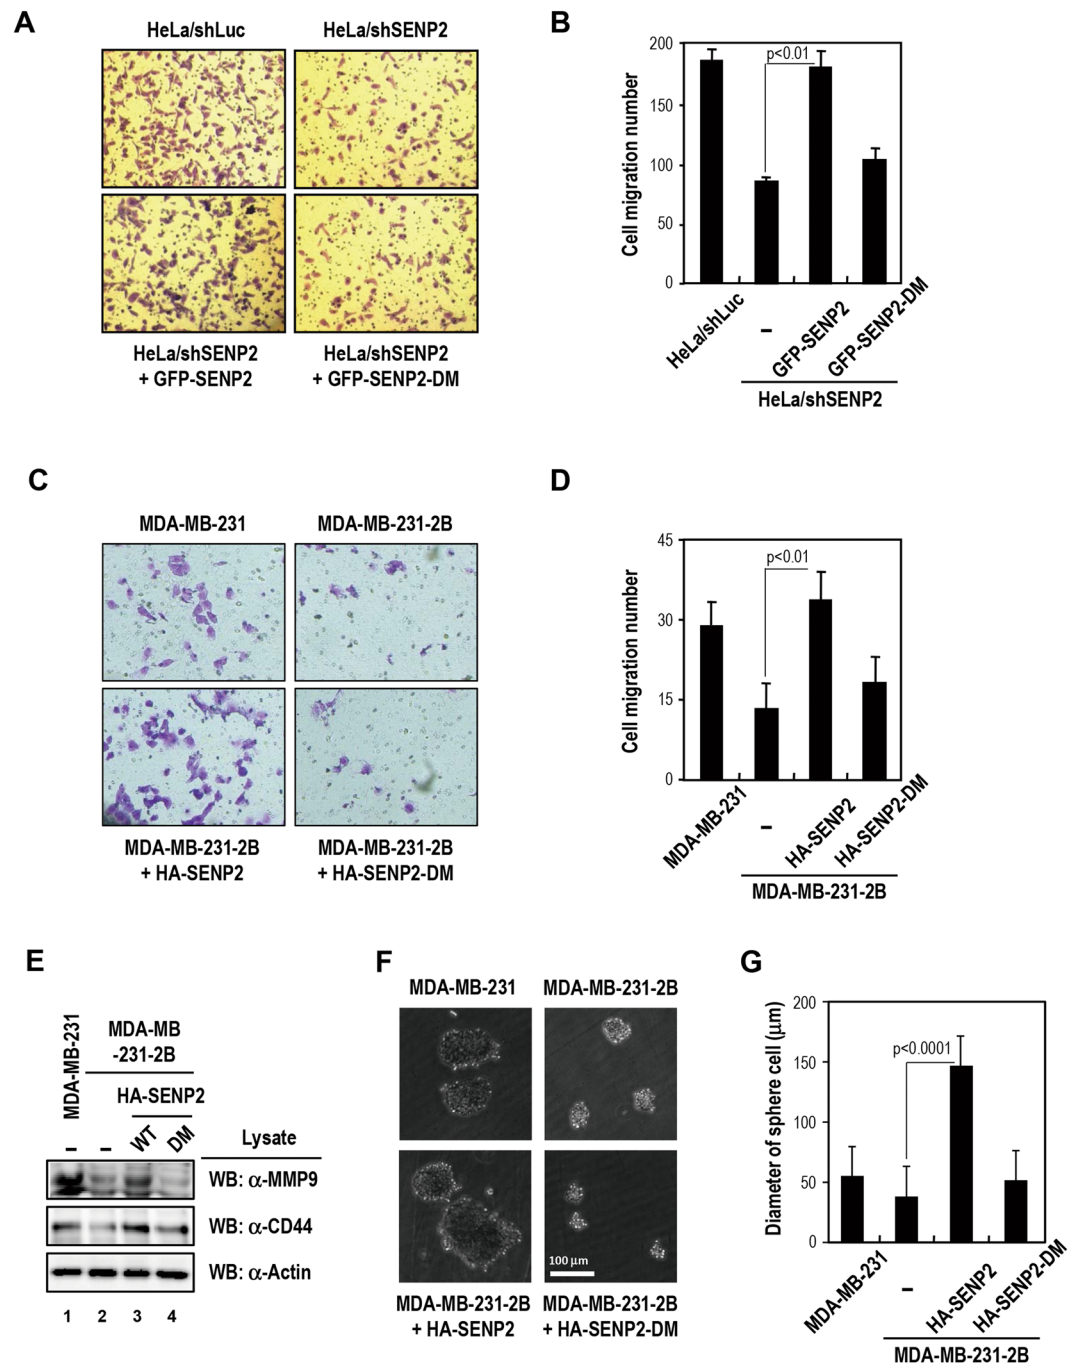 A
HeLa/shLuc
HeLa/shSENP2
HeLa/shSENP2
+ GFP-SENP2
HeLa/shSENP2
+ GFP-SENP2-DM
B
Cell migration number
200
150
100
50
0
p<0.01
HeLa/shLuc
–
GFP-SENP2
GFP-SENP2-DM
HeLa/shSENP2
C
MDA-MB-231
MDA-MB-231-2B
MDA-MB-231-2B
+ HA-SENP2
MDA-MB-231-2B
+ HA-SENP2-DM
D
Cell migration number
45
30
15
0
p<0.01
MDA-MB-231
–
HA-SENP2
HA-SENP2-DM
MDA-MB-231-2B
E
MDA-MB-231
MDA-MB
-231-2B
HA-SENP2
– – WT DM
Lysate
WB: α-MMP9
WB: α-CD44
WB: α-Actin
1 2 3 4
F
MDA-MB-231
MDA-MB-231-2B
100 μm
MDA-MB-231-2B
+ HA-SENP2
MDA-MB-231-2B
+ HA-SENP2-DM
G
Diameter of sphere cell (μm)
200
150
100
50
0
p<0.0001
MDA-MB-231
–
HA-SENP2
HA-SENP2-DM
MDA-MB-231-2B